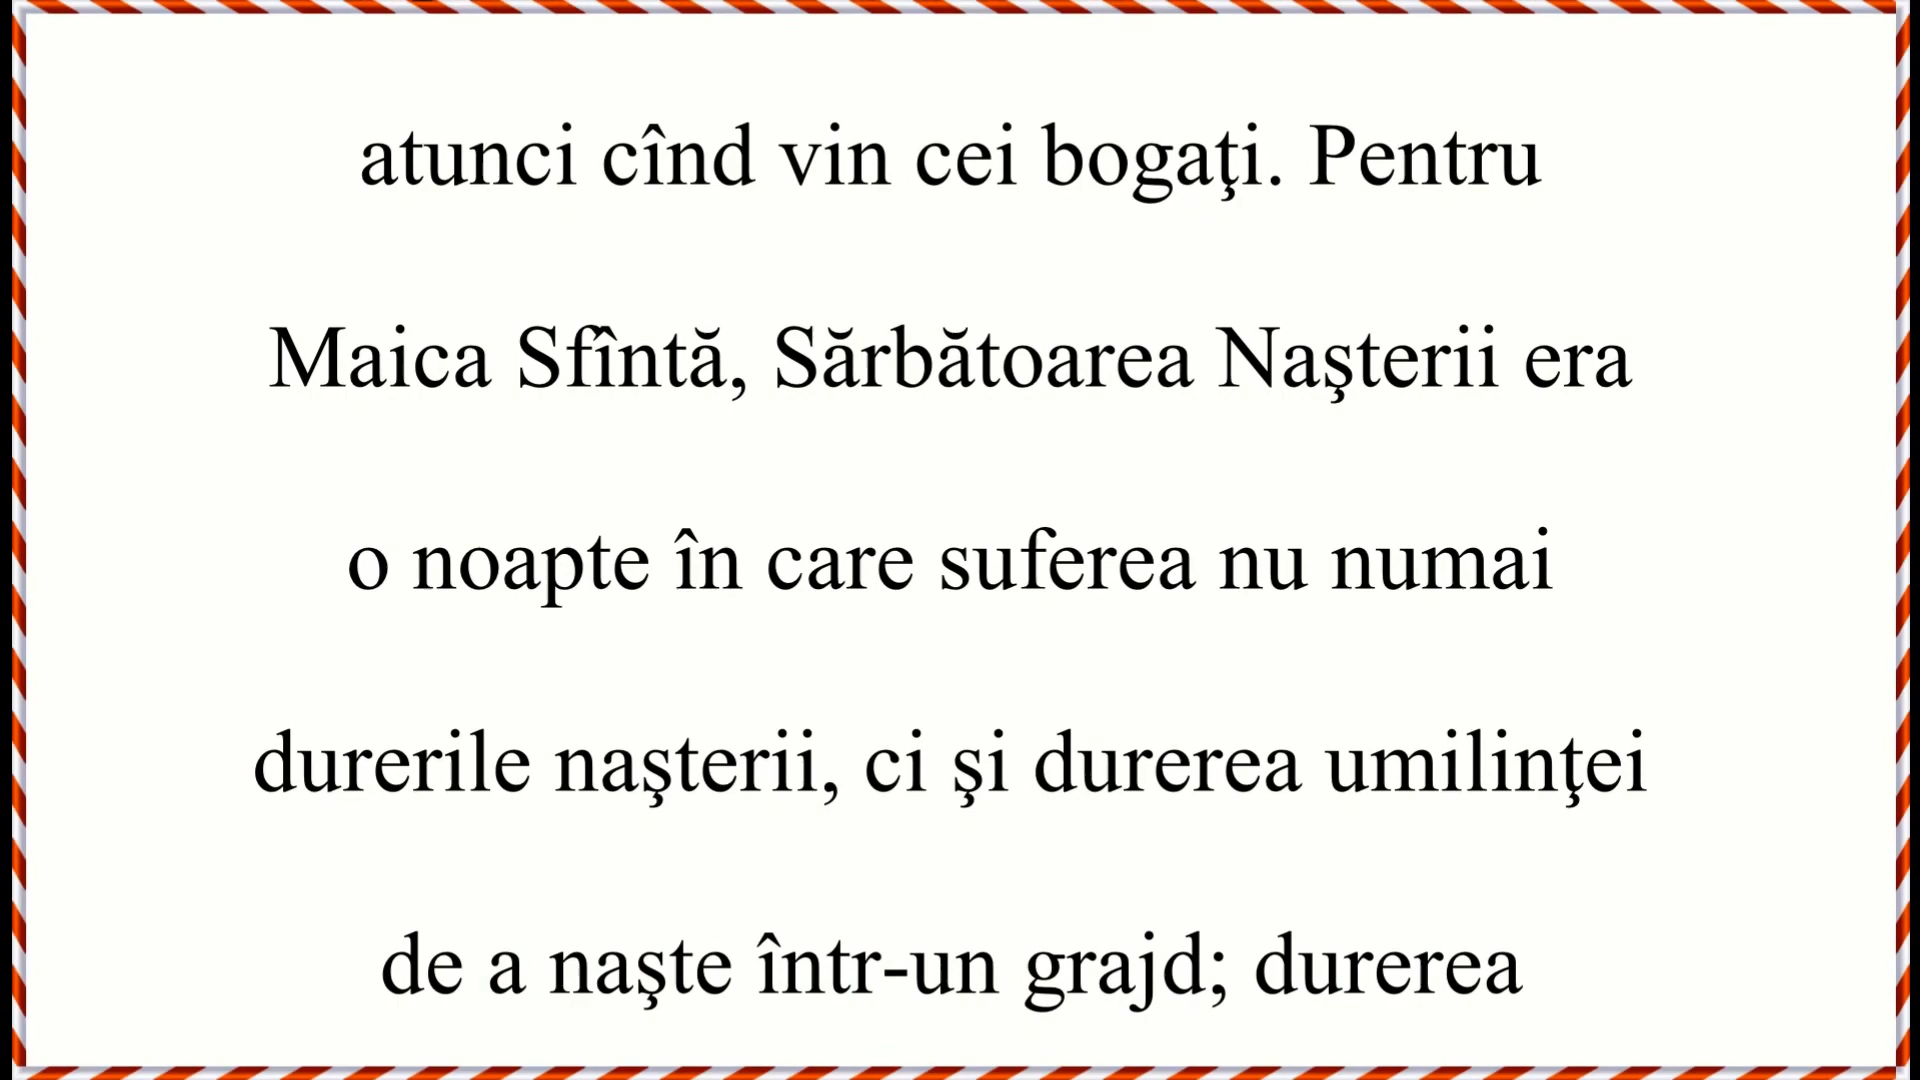 atunci cînd vin cei bogaţi. Pentru
Maica Sfîntă, Sărbătoarea Naşterii era
o noapte în care suferea nu numai
durerile naşterii, ci şi durerea umilinţei
de a naşte într-un grajd; durerea